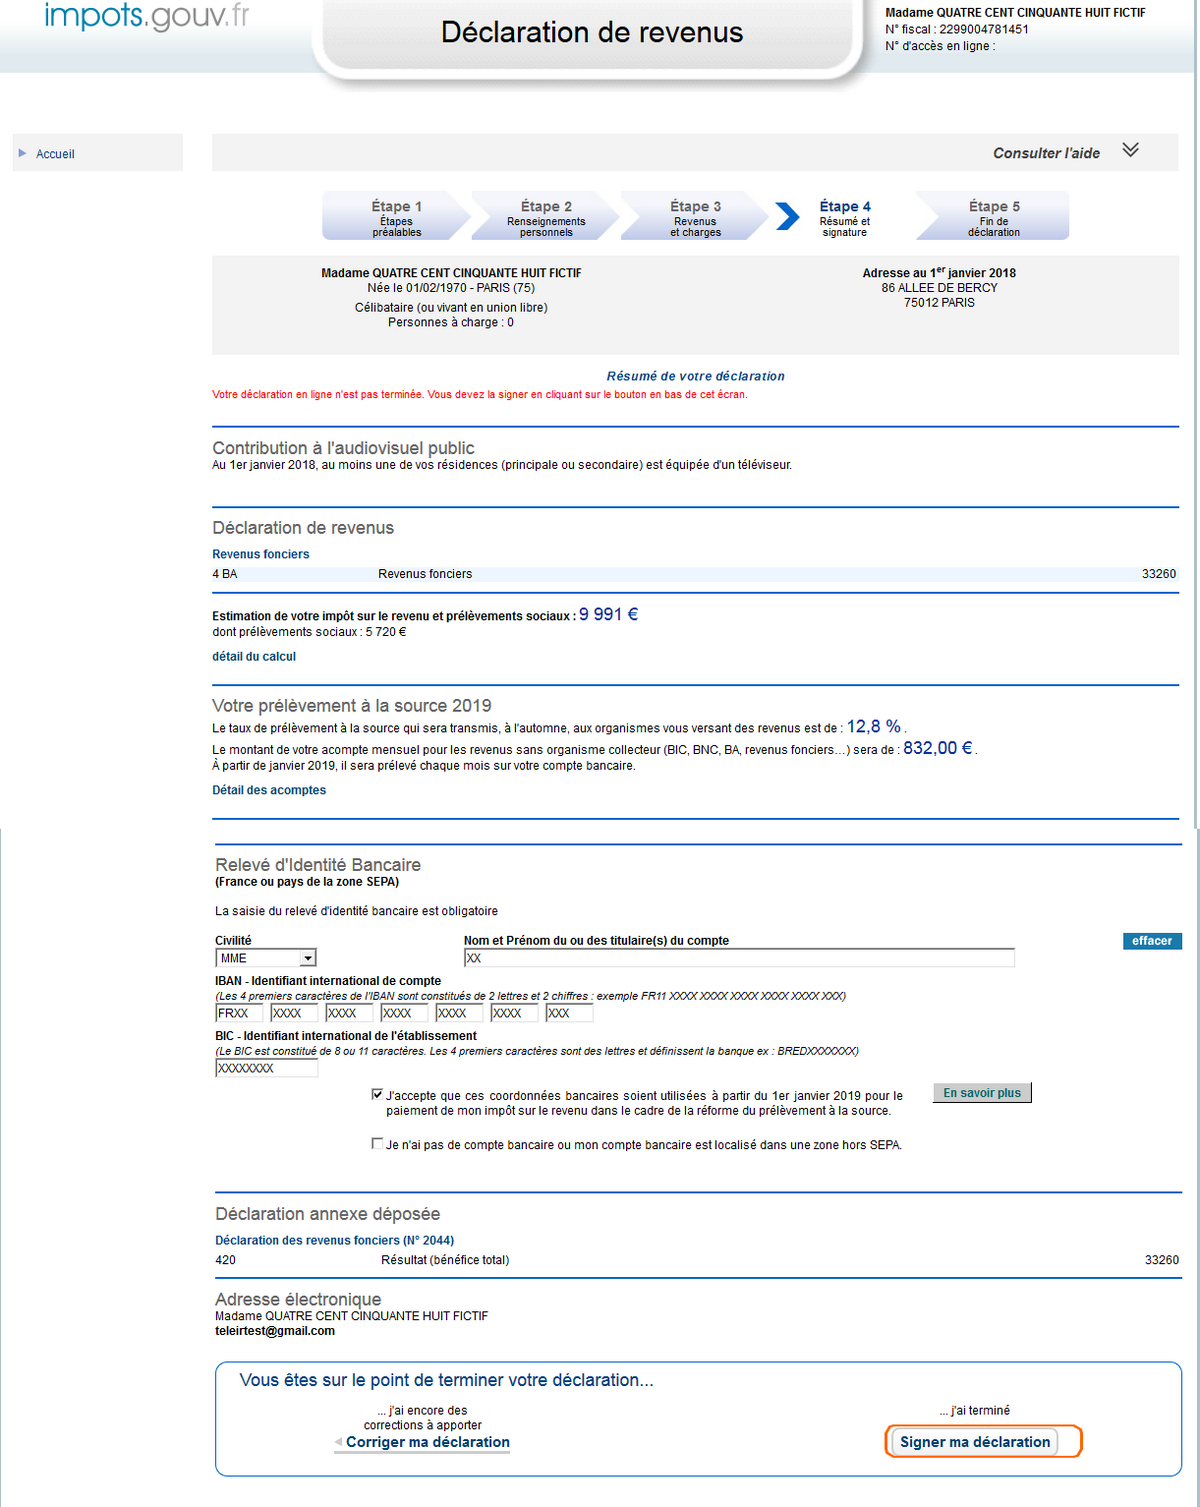 impots.gouv.fr
Déclaration de revenus
Madame QUATRE CENT CINQUANTE HUIT FICTIF
N° fiscal : 2299004781451
N° d'accès en ligne :
Accueil
Consulter l'aide
Étape 1
Étapes
préalables
Étape 2
Renseignements
personnels
Étape 3
Revenus
et charges
Étape 4
Résumé et
signature
Étape 5
Fin de
déclaration
Madame QUATRE CENT CINQUANTE HUIT FICTIF
Née le 01/02/1970 - PARIS (75)
Célibataire (ou vivant en union libre)
Personnes à charge : 0
Adresse au 1er janvier 2018
86 ALLEE DE BERCY
75012 PARIS
Résumé de votre déclaration
Votre déclaration en ligne n'est pas terminée. Vous devez la signer en cliquant sur le bouton en bas de cet écran.
Contribution à l'audiovisuel public
Au 1er janvier 2018, au moins une de vos résidences (principale ou secondaire) est équipée d'un téléviseur.
Déclaration de revenus
Revenus fonciers
4 BA Revenus fonciers 33260
Estimation de votre impôt sur le revenu et prélèvements sociaux : 9 991 €
dont prélèvements sociaux : 5 720 €
détail du calcul
Votre prélèvement à la source 2019
Le taux de prélèvement à la source qui sera transmis, à l'automne, aux organismes vous versant des revenus est de : 12,8 % .
Le montant de votre acompte mensuel pour les revenus sans organisme collecteur (BIC, BNC, BA, revenus fonciers...) sera de : 832,00 € .
À partir de janvier 2019, il sera prélevé chaque mois sur votre compte bancaire.
Détail des acomptes
Relevé d'Identité Bancaire
(France ou pays de la zone SEPA)
La saisie du relevé d'identité bancaire est obligatoire
Civilité Nom et Prénom du ou des titulaire(s) du compte effacer
MME XX
IBAN - Identifiant international de compte
(Les 4 premiers caractères de l'IBAN sont constitués de 2 lettres et 2 chiffres : exemple FR11 XXXX XXXX XXXX XXXX XXXX XXX)
FRXX XXXX XXXX XXXX XXXX XXXX XXX
BIC - Identifiant international de l'établissement
(Le BIC est constitué de 8 ou 11 caractères. Les 4 premiers caractères sont des lettres et définissent la banque ex : BREDXXXXXXX)
XXXXXXXX
J'accepte que ces coordonnées bancaires soient utilisées à partir du 1er janvier 2019 pour le
paiement de mon impôt sur le revenu dans le cadre de la réforme du prélèvement à la source.
En savoir plus
Je n'ai pas de compte bancaire ou mon compte bancaire est localisé dans une zone hors SEPA.
Déclaration annexe déposée
Déclaration des revenus fonciers (N° 2044)
420 Résultat (bénéfice total) 33260
Adresse électronique
Madame QUATRE CENT CINQUANTE HUIT FICTIF
teleirtest@gmail.com
Vous êtes sur le point de terminer votre déclaration...
... j'ai encore des
corrections à apporter
Corriger ma déclaration
... j'ai terminé
Signer ma déclaration